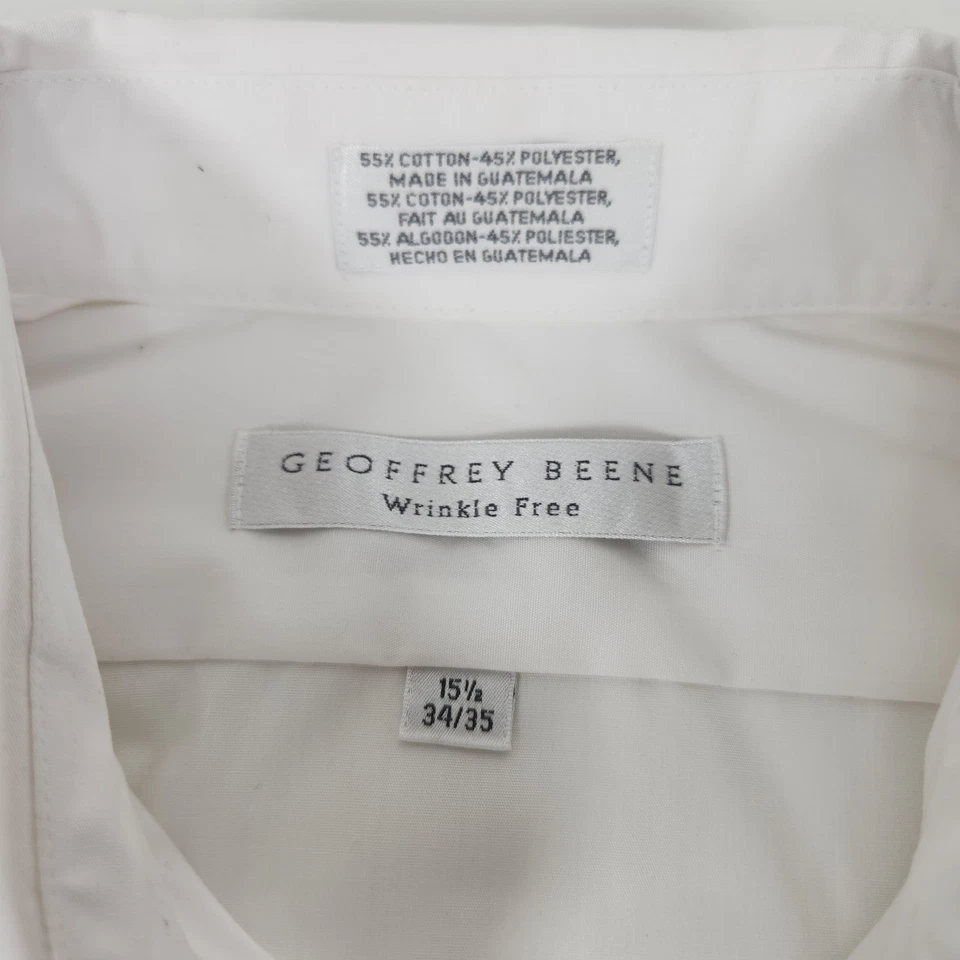 55% COTTON-45% POLYESTER,
MADE IN GUATEMALA
55% COTON-45% POLYESTER,
FAIT AU GUATEMALA
55% ALGODON-45% POLIESTER,
HECHO EN GUATEMALA
GEOFFREY BEENE
Wrinkle Free
15½
34/35